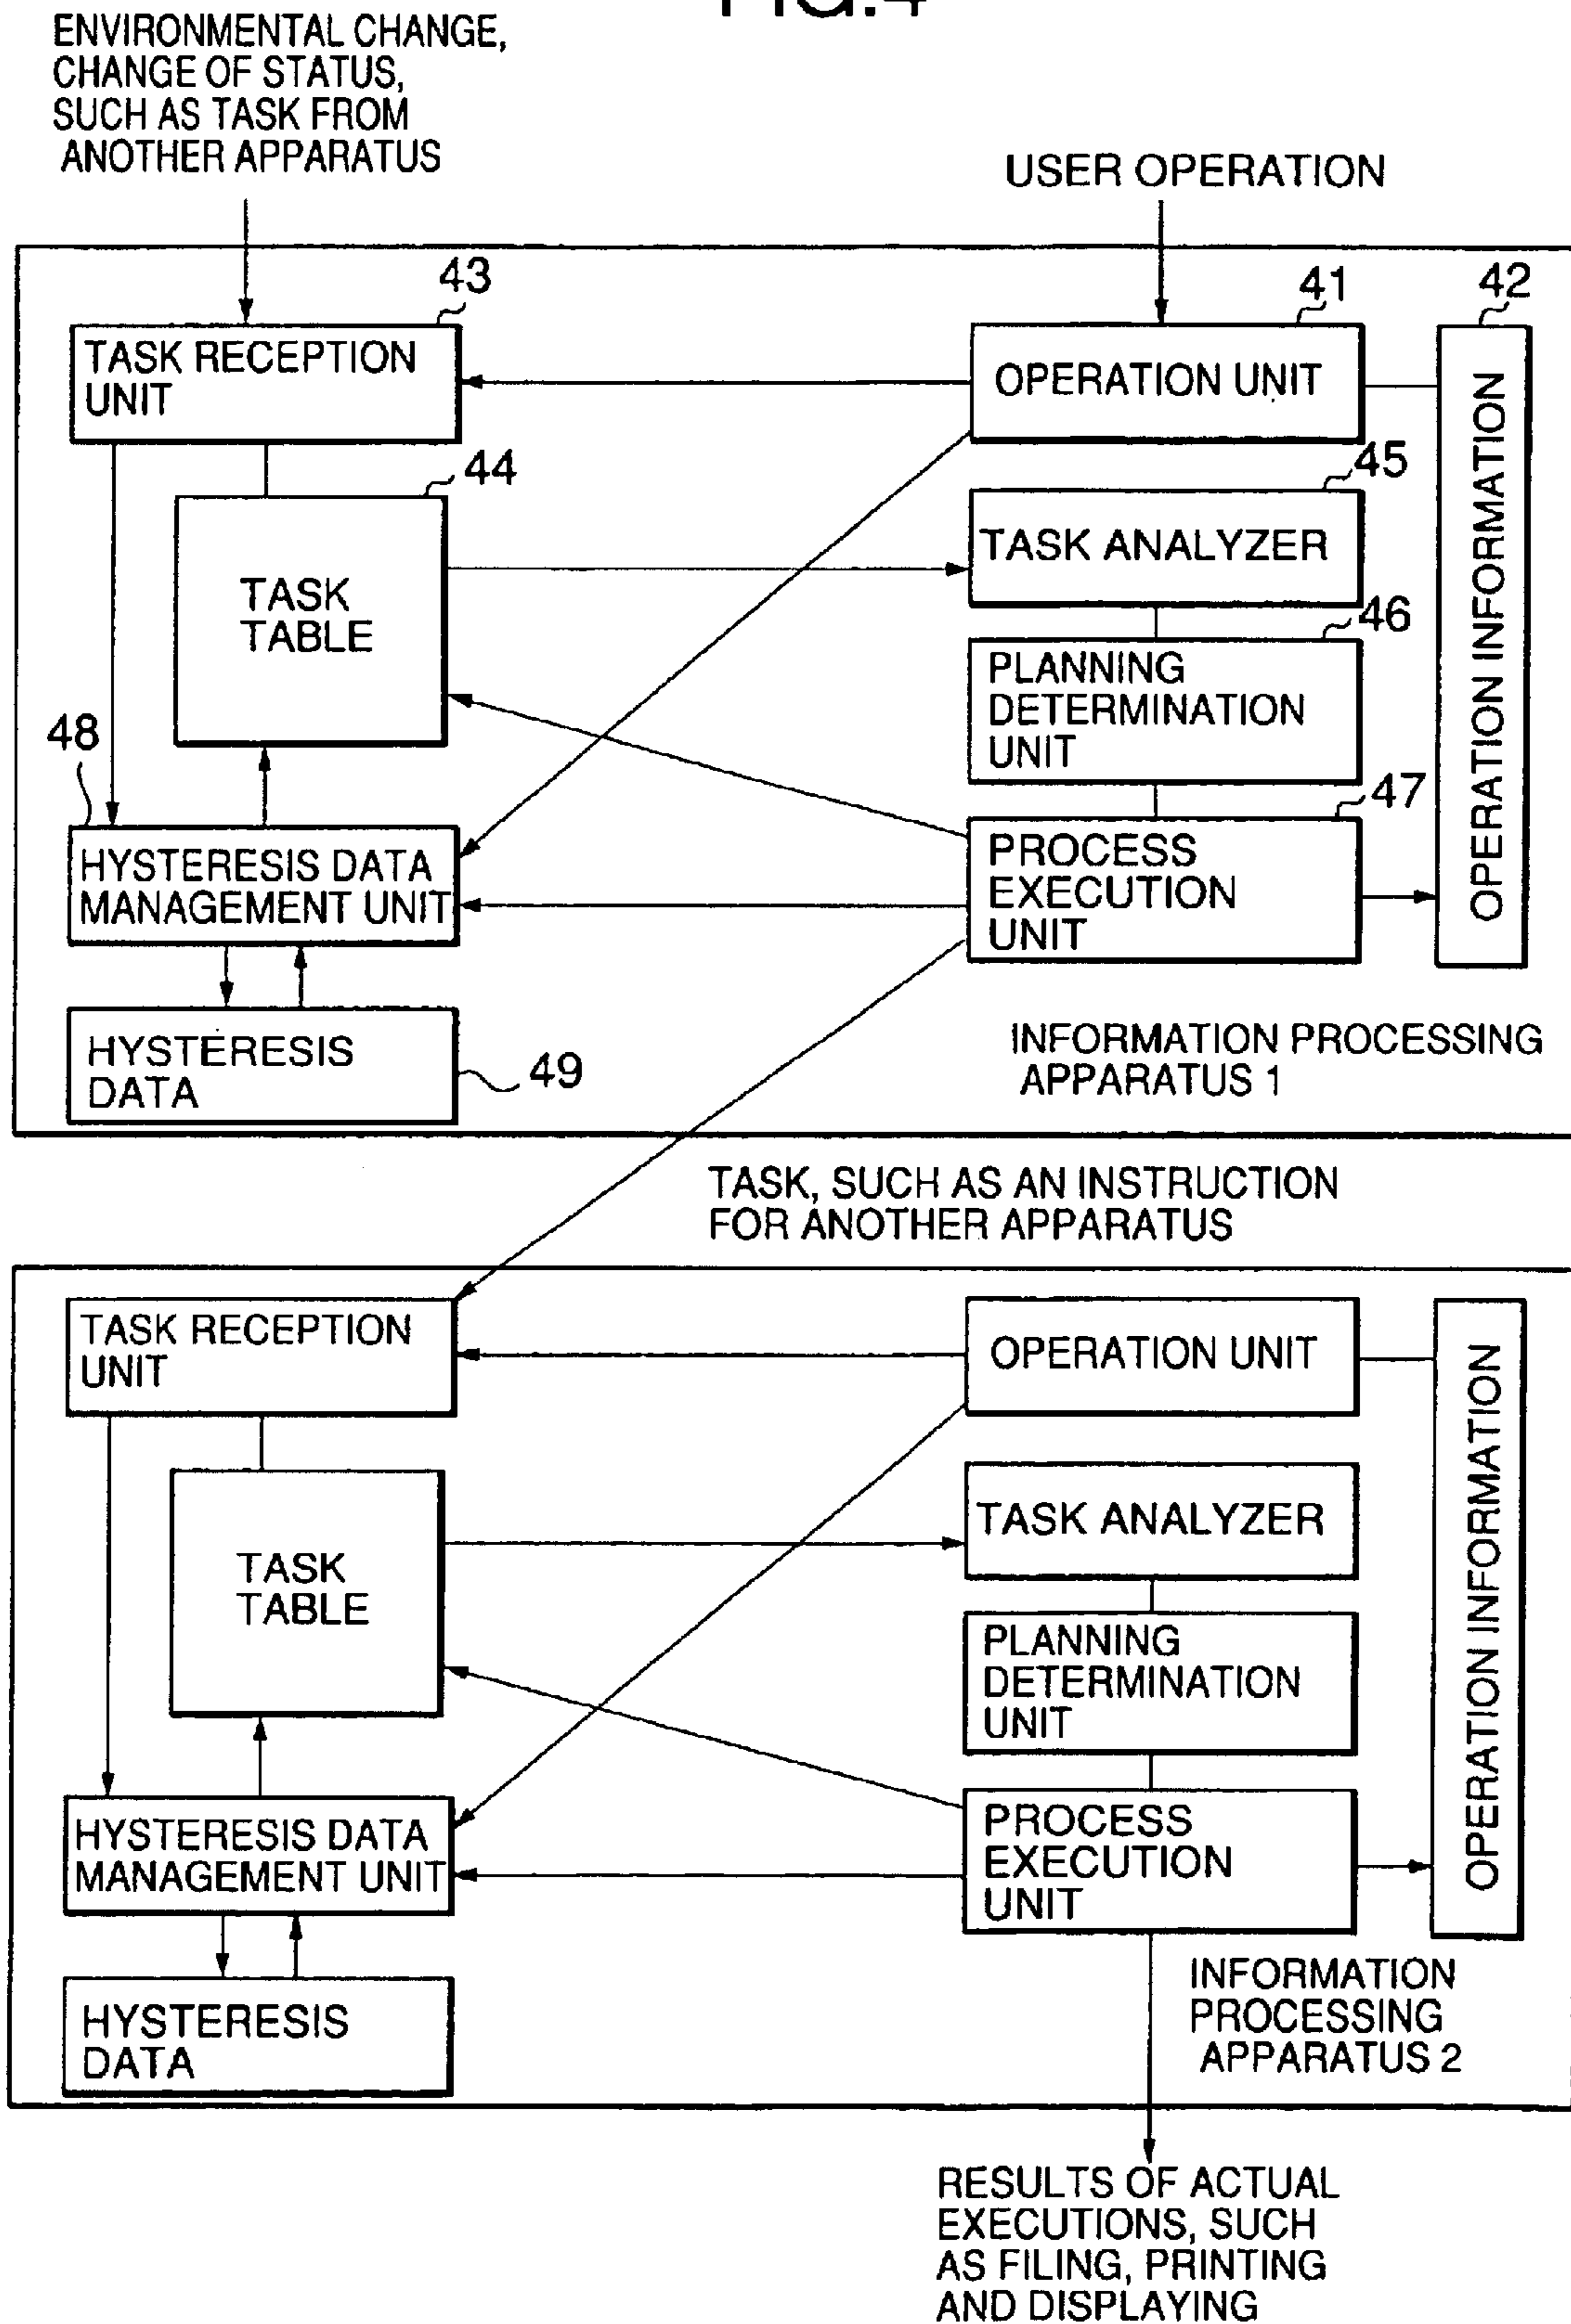 FIG.4
ENVIRONMENTAL CHANGE,
CHANGE OF STATUS,
SUCH AS TASK FROM
ANOTHER APPARATUS
USER OPERATION
43
41
42
TASK RECEPTION
UNIT
OPERATION UNIT
OPERATION INFORMATION
44
45
TASK
TABLE
TASK ANALYZER
46
PLANNING
DETERMINATION
UNIT
48
47
HYSTERESIS DATA
MANAGEMENT UNIT
PROCESS
EXECUTION
UNIT
HYSTERESIS
DATA
49
INFORMATION PROCESSING
APPARATUS 1
TASK, SUCH AS AN INSTRUCTION
FOR ANOTHER APPARATUS
TASK RECEPTION
UNIT
OPERATION UNIT
OPERATION INFORMATION
TASK
TABLE
TASK ANALYZER
PLANNING
DETERMINATION
UNIT
HYSTERESIS DATA
MANAGEMENT UNIT
PROCESS
EXECUTION
UNIT
HYSTERESIS
DATA
INFORMATION
PROCESSING
APPARATUS 2
RESULTS OF ACTUAL
EXECUTIONS, SUCH
AS FILING, PRINTING
AND DISPLAYING